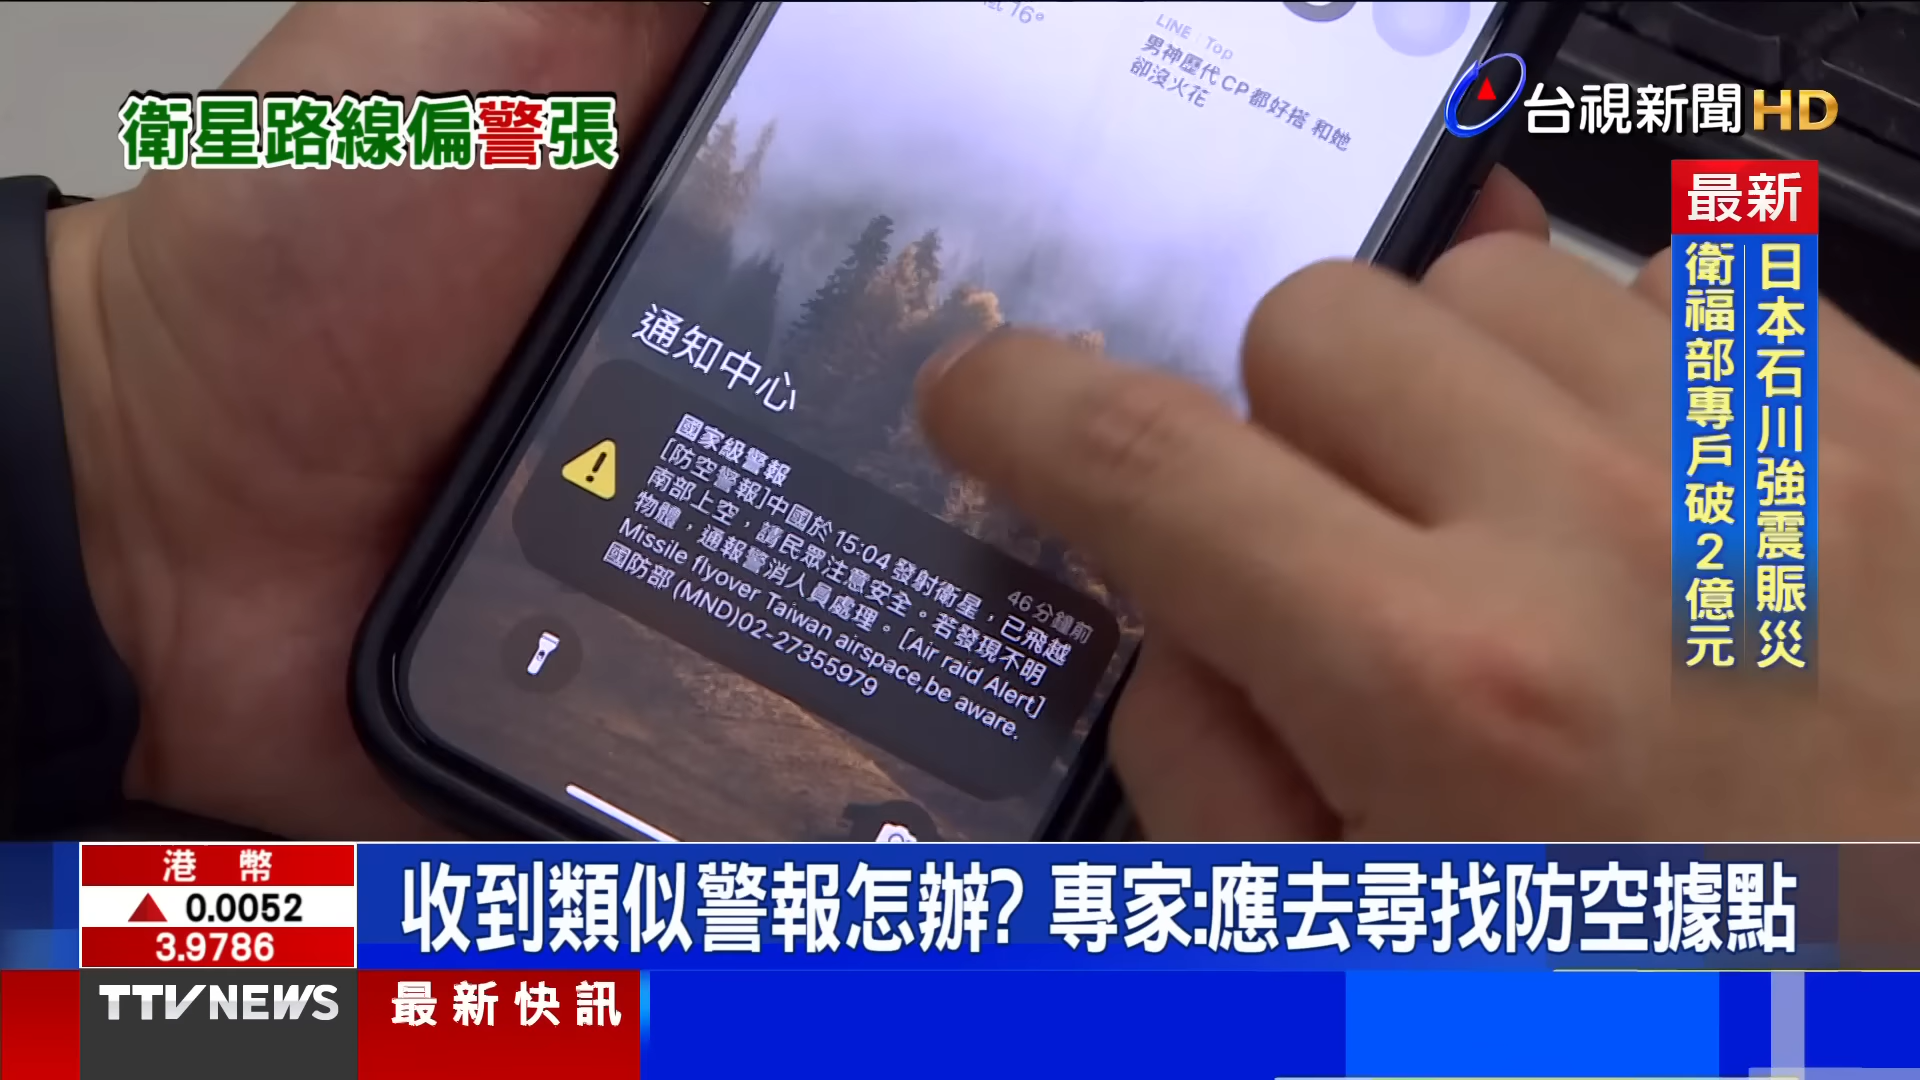 16°
LINE Top
男神歷代CP都好搭 和她
卻沒火花
衛星路線偏警張
台視新聞HD
最新
日本石川強震賑災
衛福部專戶破2億元
通知中心
國家級警報
46分鐘前
[防空警報]中國於15:04發射衛星，已飛越
南部上空，請民眾注意安全。若發現不明
物體，通報警消人員處理。[Air raid Alert]
Missile flyover Taiwan airspace,be aware.
國防部(MND)02-27355979
港幣
▲ 0.0052
3.9786
收到類似警報怎辦? 專家:應去尋找防空據點
TTV NEWS
最新快訊